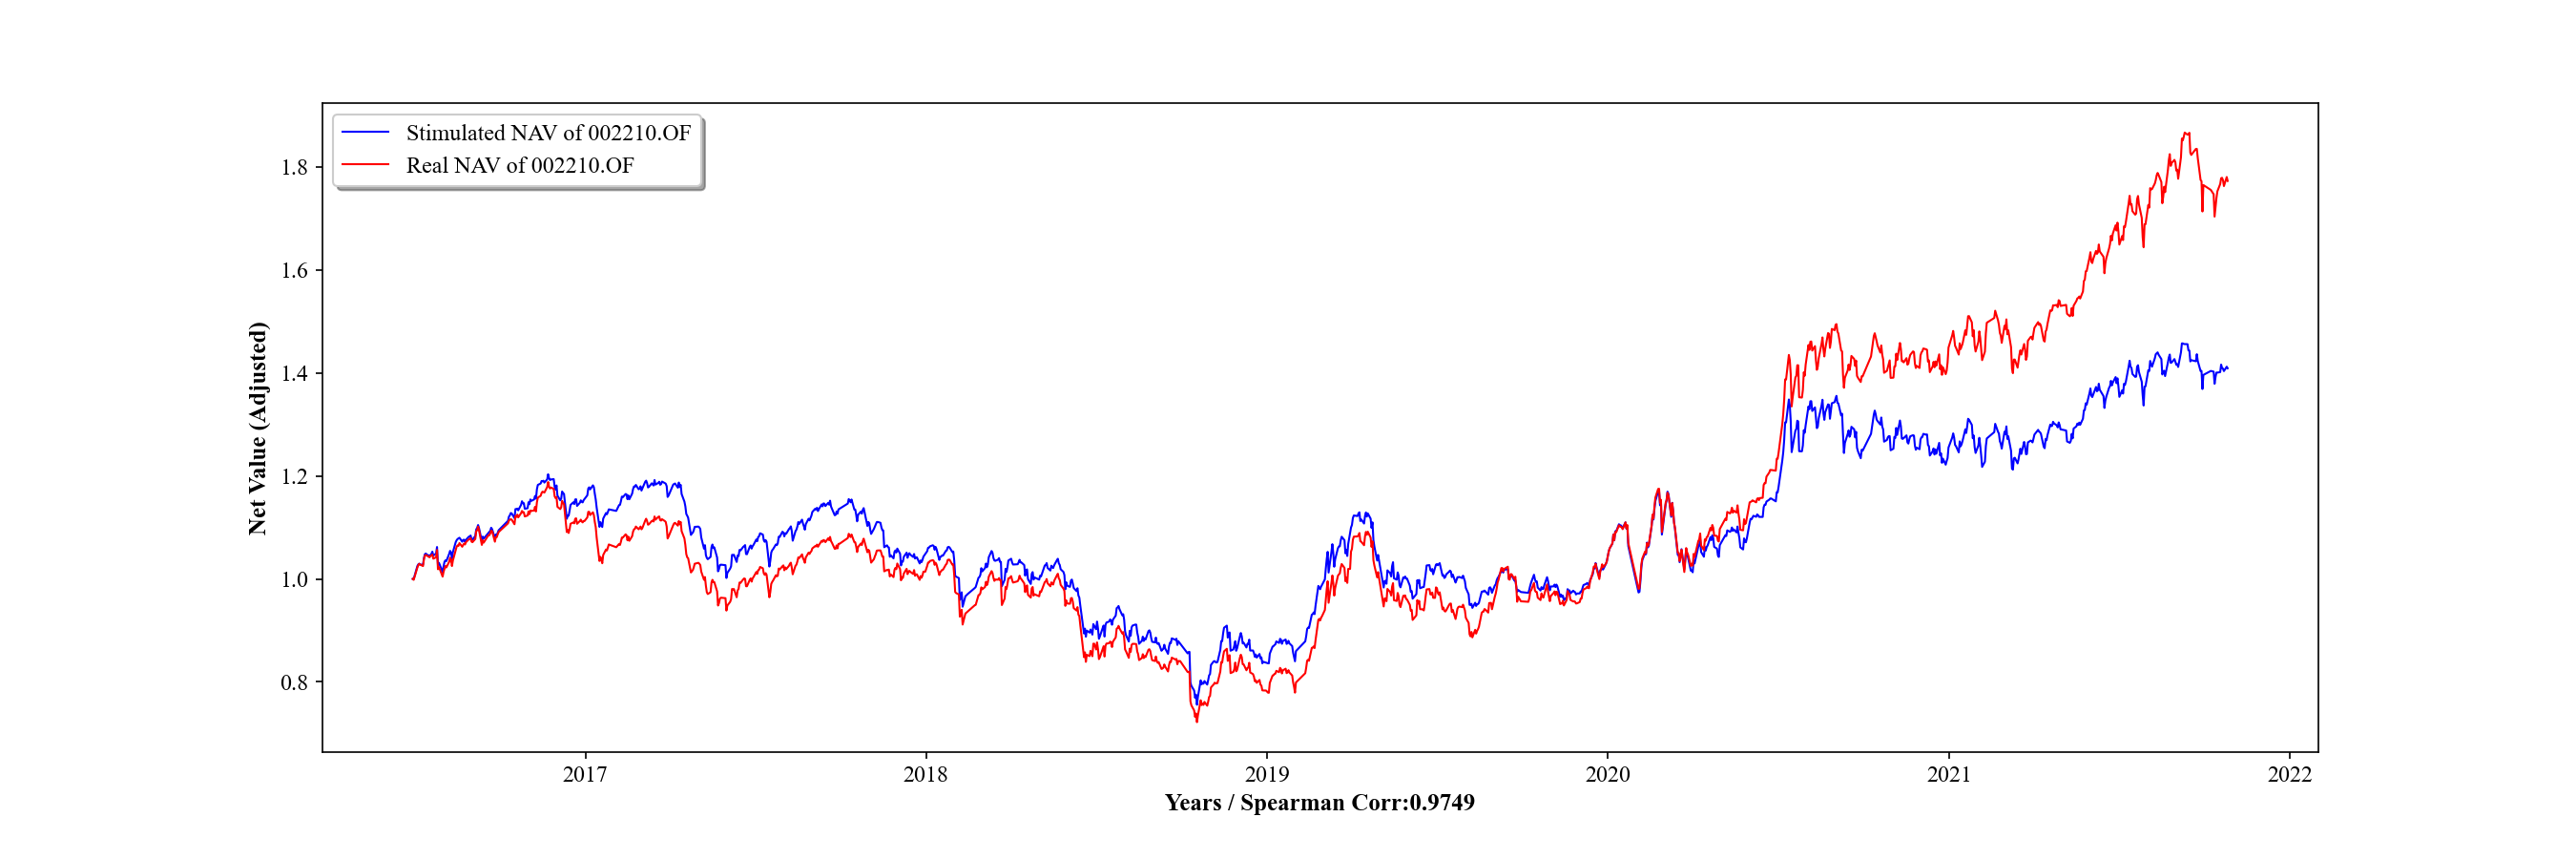 Stimulated NAV of 002210.OF
Real NAV of 002210.OF
1.8
1.6
1.4
1.2
1.0
0.8
Net Value (Adjusted)
2017 2018 2019 2020 2021 2022
Years / Spearman Corr:0.9749